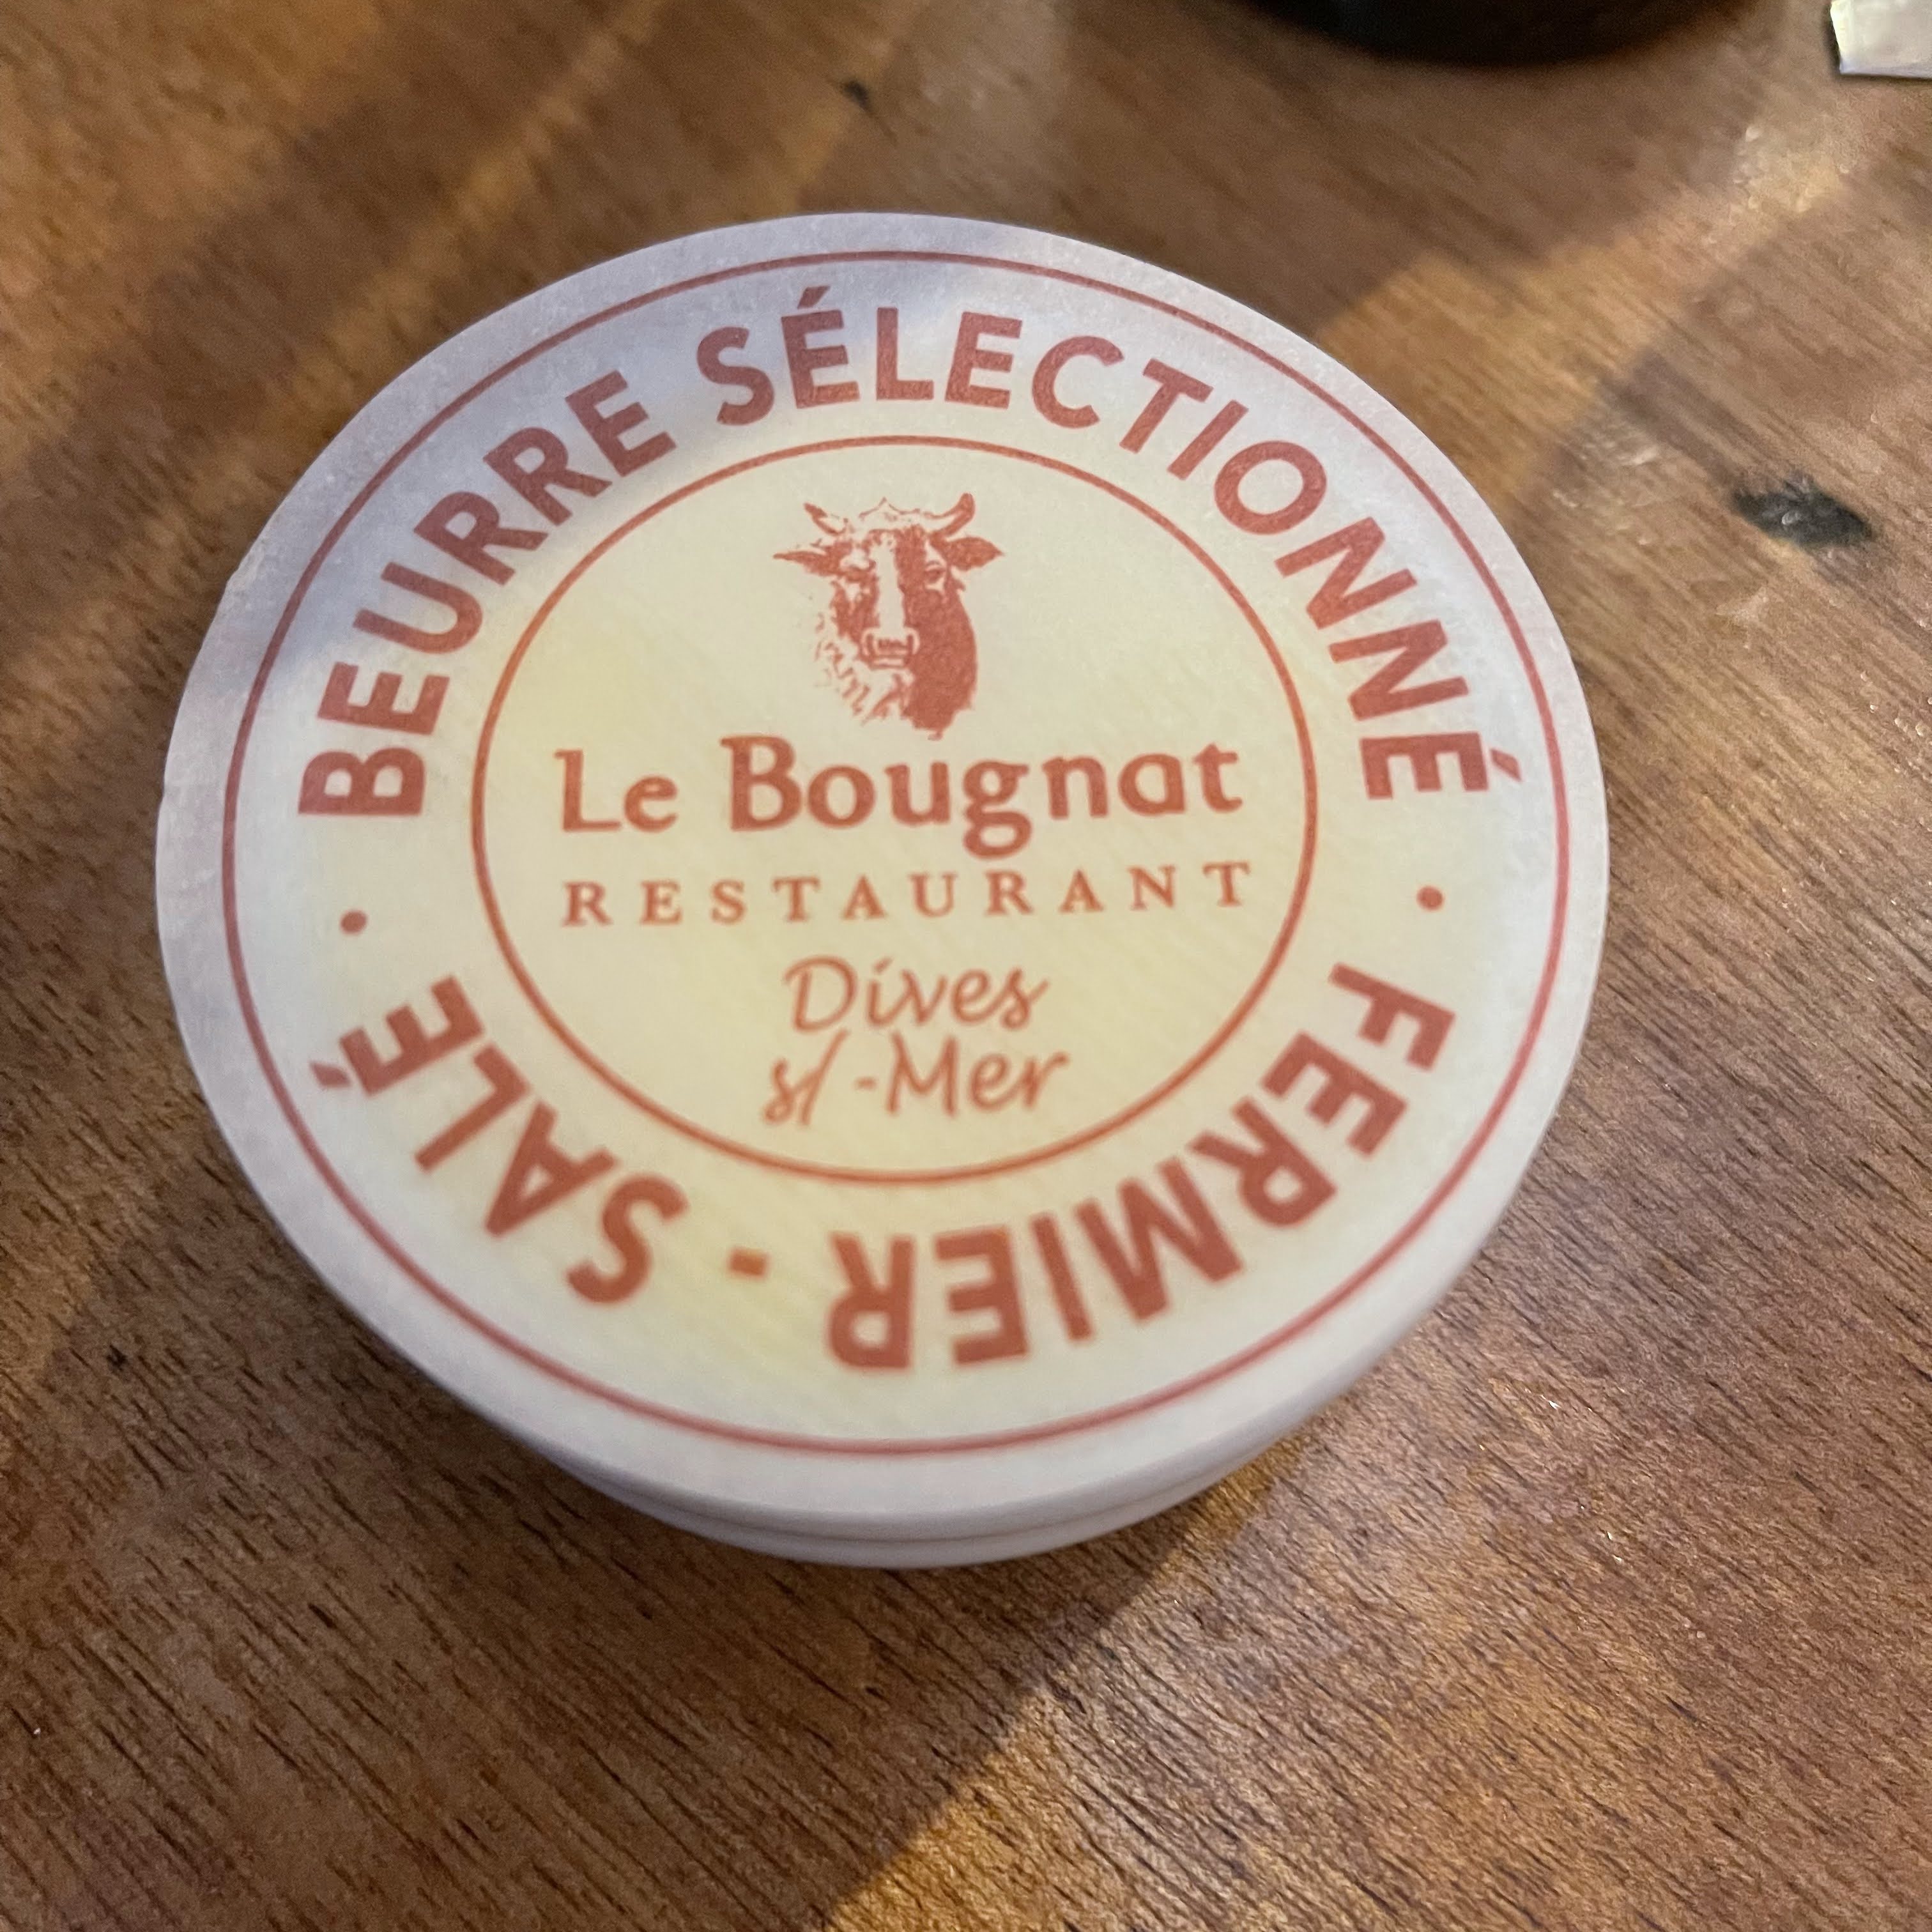 BEURRE SÉLECTIONNÉ
Le Bougnat
RESTAURANT
Dives
s/-Mer
• FERMIER - SALÉ •